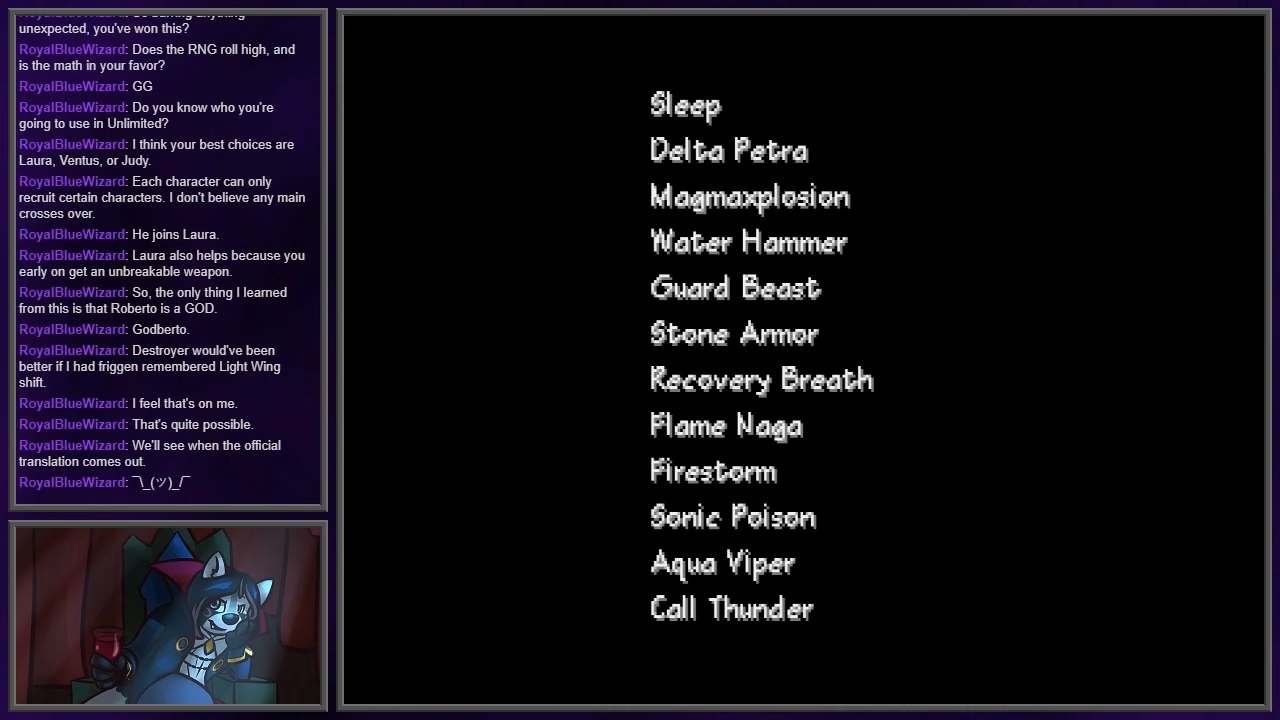 unexpected, you've won this?
RoyalBlueWizard: Does the RNG roll high, and
is the math in your favor?
RoyalBlueWizard: GG
RoyalBlueWizard: Do you know who you're
going to use in Unlimited?
RoyalBlueWizard: I think your best choices are
Laura, Ventus, or Judy.
RoyalBlueWizard: Each character can only
recruit certain characters. I don't believe any main
crosses over.
RoyalBlueWizard: He joins Laura.
RoyalBlueWizard: Laura also helps because you
early on get an unbreakable weapon.
RoyalBlueWizard: So, the only thing I learned
from this is that Roberto is a GOD.
RoyalBlueWizard: Godberto.
RoyalBlueWizard: Destroyer would've been
better if I had friggen remembered Light Wing
shift.
RoyalBlueWizard: I feel that's on me.
RoyalBlueWizard: That's quite possible.
RoyalBlueWizard: We'll see when the official
translation comes out.
RoyalBlueWizard: ¯\_(ツ)_/¯
Sleep
Delta Petra
Magmaxplosion
Water Hammer
Guard Beast
Stone Armor
Recovery Breath
Flame Naga
Firestorm
Sonic Poison
Aqua Viper
Call Thunder